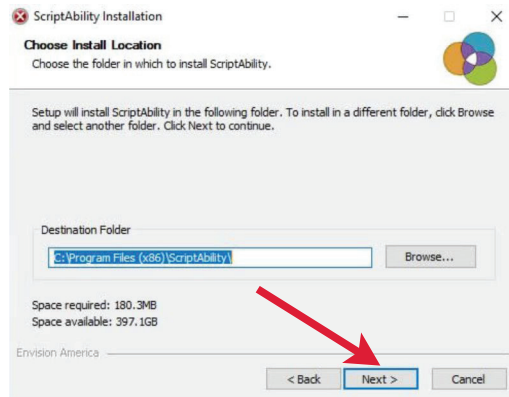 ScriptAbility Installation
Choose Install Location
Choose the folder in which to install ScriptAbility.
Setup will install ScriptAbility in the following folder. To install in a different folder, click Browse
and select another folder. Click Next to continue.
Destination Folder
C:\Program Files (x86)\ScriptAbility\
Browse...
Space required: 180.3MB
Space available: 397.1GB
Envision America
< Back
Next >
Cancel